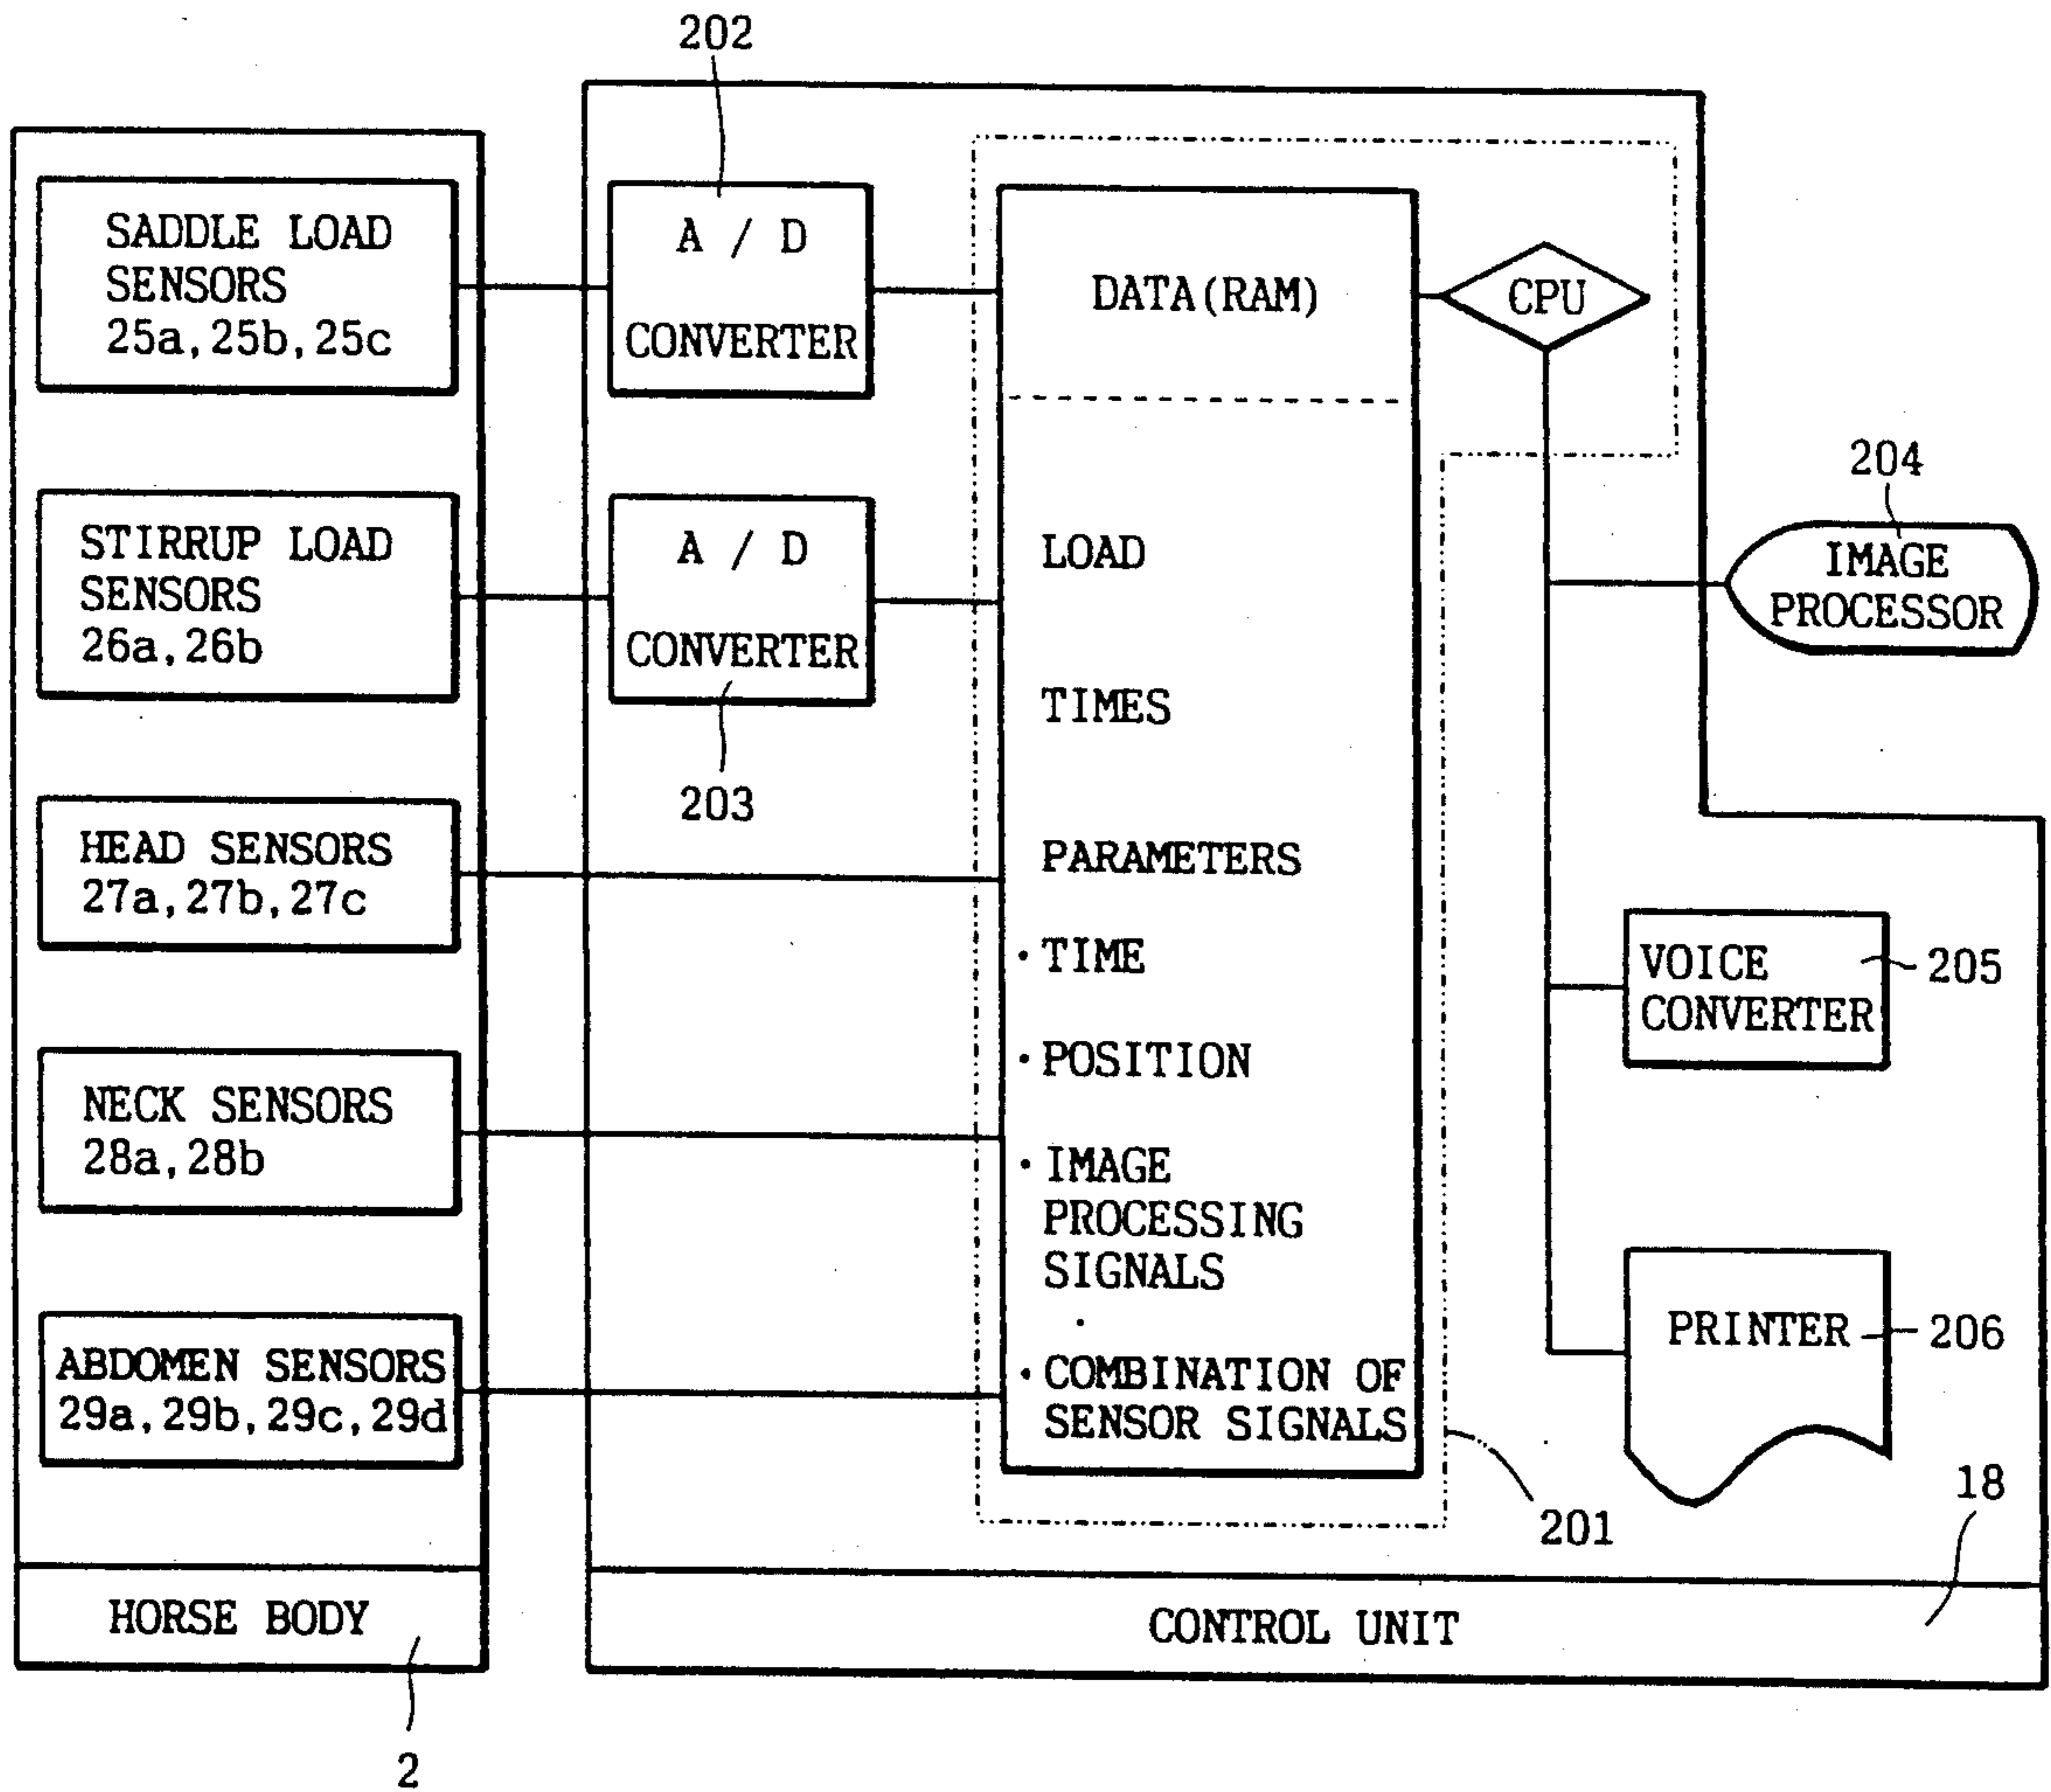 202
SADDLE LOAD
SENSORS
25a, 25b, 25c
STIRRUP LOAD
SENSORS
26a, 26b
HEAD SENSORS
27a, 27b, 27c
NECK SENSORS
28a, 28b
ABDOMEN SENSORS
29a, 29b, 29c, 29d
HORSE BODY
2
A / D
CONVERTER
A / D
CONVERTER
203
DATA(RAM)
LOAD
TIMES
PARAMETERS
· TIME
· POSITION
· IMAGE
PROCESSING
SIGNALS
· COMBINATION OF
SENSOR SIGNALS
CPU
204
IMAGE
PROCESSOR
VOICE
CONVERTER
205
PRINTER
206
201
18
CONTROL UNIT